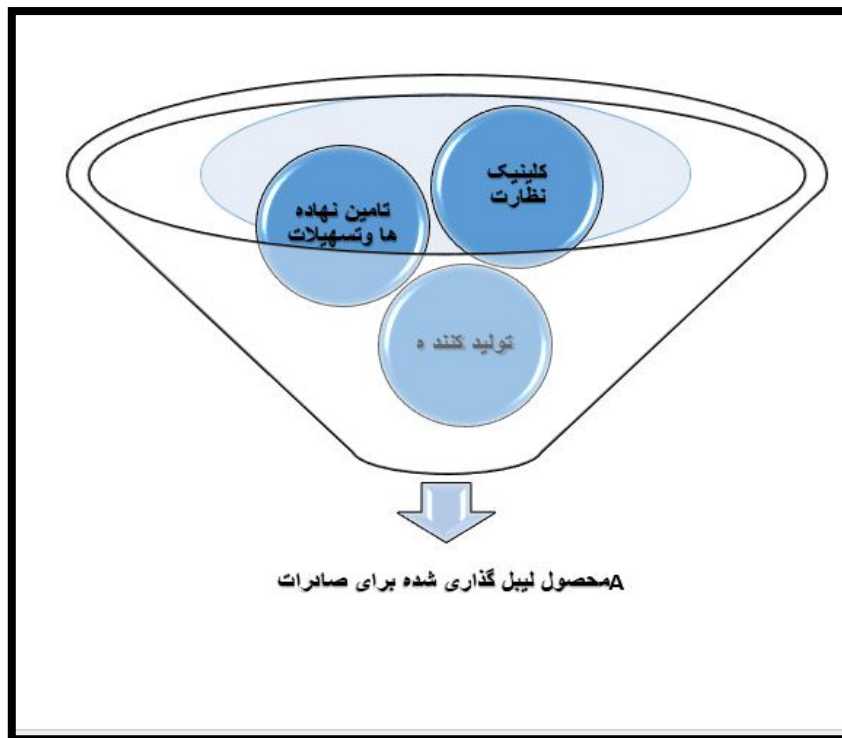 کلینیک
نظارت
تامین نهاده
ها وتسهیلات
تولید کنند ه
Aمحصول لیبل گذاری شده برای صادرات